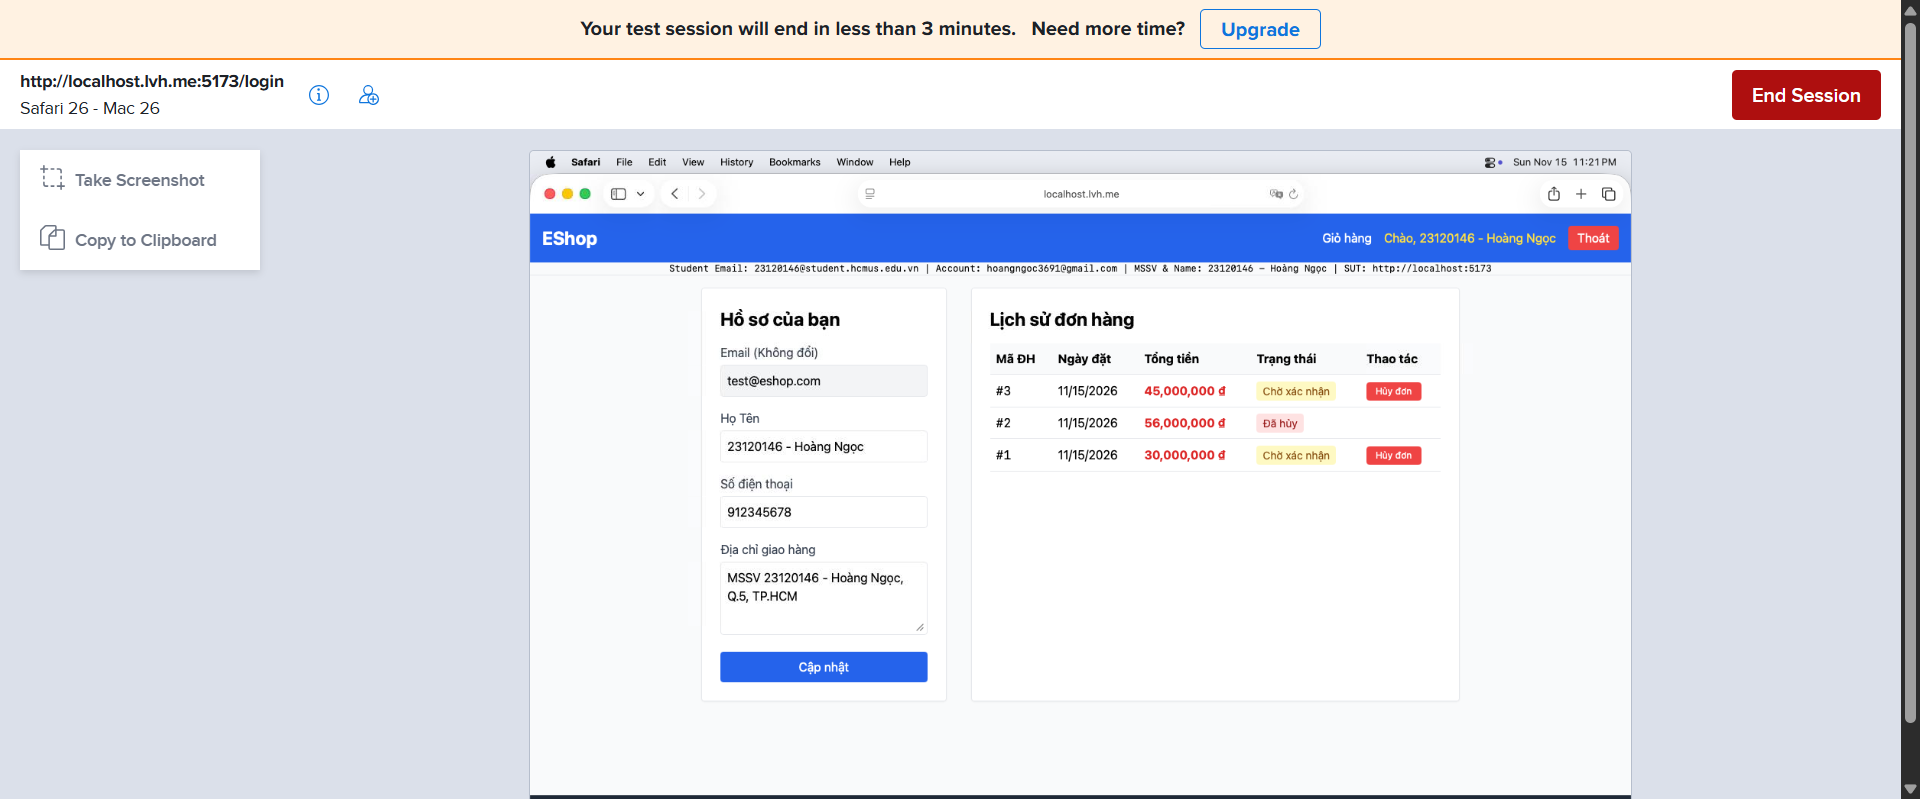 Your test session will end in less than 3 minutes. Need more time? Upgrade
http://localhost.lvh.me:5173/login
Safari 26 - Mac 26
End Session
Take Screenshot
Copy to Clipboard
Safari File Edit View History Bookmarks Window Help Sun Nov 15 11:21 PM
localhost.lvh.me
EShop Giỏ hàng Chào, 23120146 - Hoàng Ngọc Thoát
Student Email: 23120146@student.hcmus.edu.vn | Account: hoangngoc3691@gmail.com | MSSV & Name: 23120146 – Hoàng Ngọc | SUT: http://localhost:5173
Hồ sơ của bạn
Email (Không đổi)
test@eshop.com
Họ Tên
23120146 - Hoàng Ngọc
Số điện thoại
912345678
Địa chỉ giao hàng
MSSV 23120146 - Hoàng Ngọc,
Q.5, TP.HCM
Cập nhật
Lịch sử đơn hàng
Mã ĐH Ngày đặt Tổng tiền Trạng thái Thao tác
#3 11/15/2026 45,000,000 ₫ Chờ xác nhận Hủy đơn
#2 11/15/2026 56,000,000 ₫ Đã hủy
#1 11/15/2026 30,000,000 ₫ Chờ xác nhận Hủy đơn